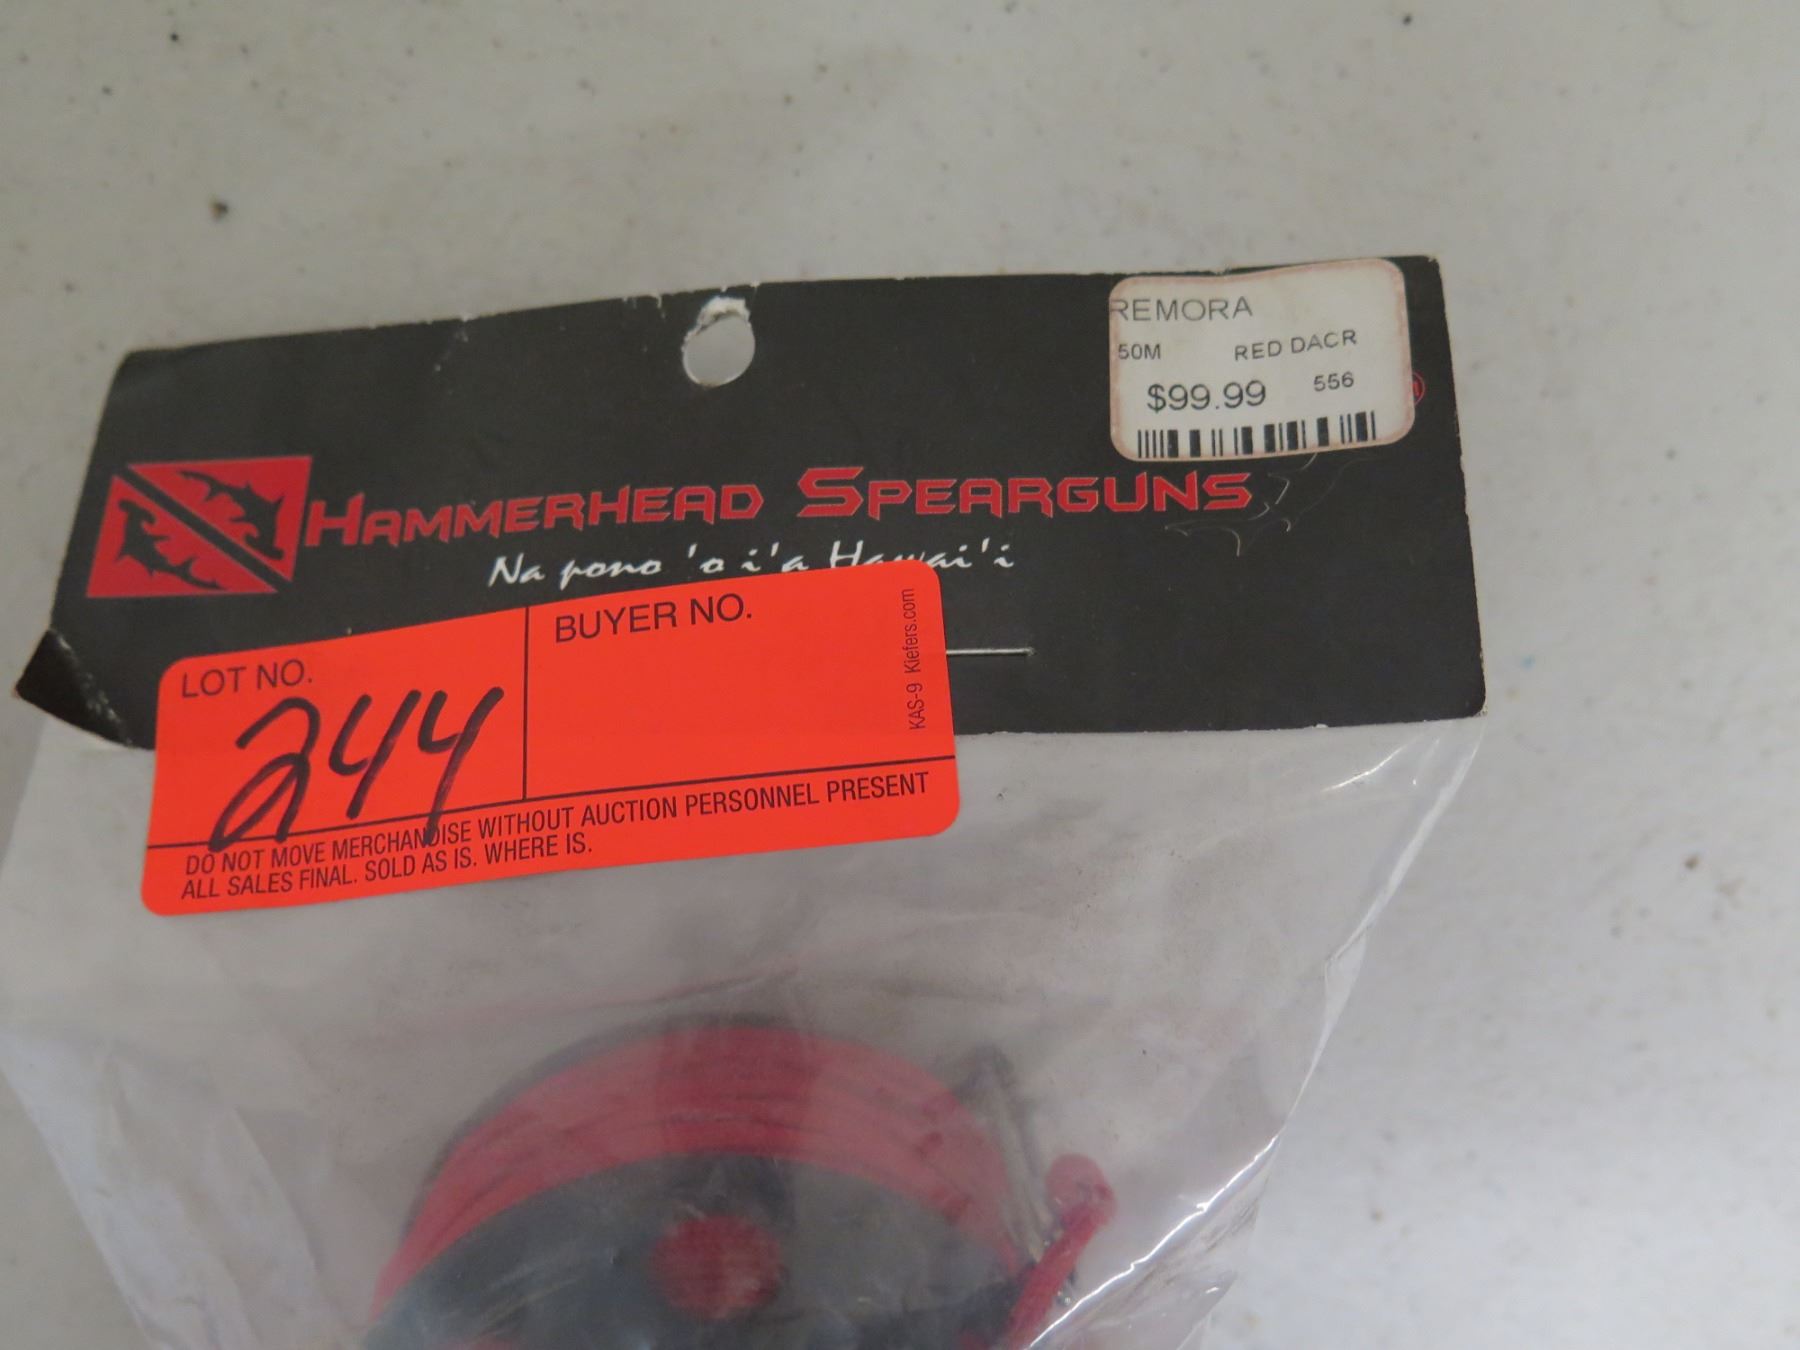 REMORA
50M RED DACR
$99.99 556
HAMMERHEAD SPEARGUNS
Na pono 'o i'a Hawai'i
LOT NO.
244
BUYER NO.
KAS-9 Kiefers.com
DO NOT MOVE MERCHANDISE WITHOUT AUCTION PERSONNEL PRESENT
ALL SALES FINAL. SOLD AS IS. WHERE IS.